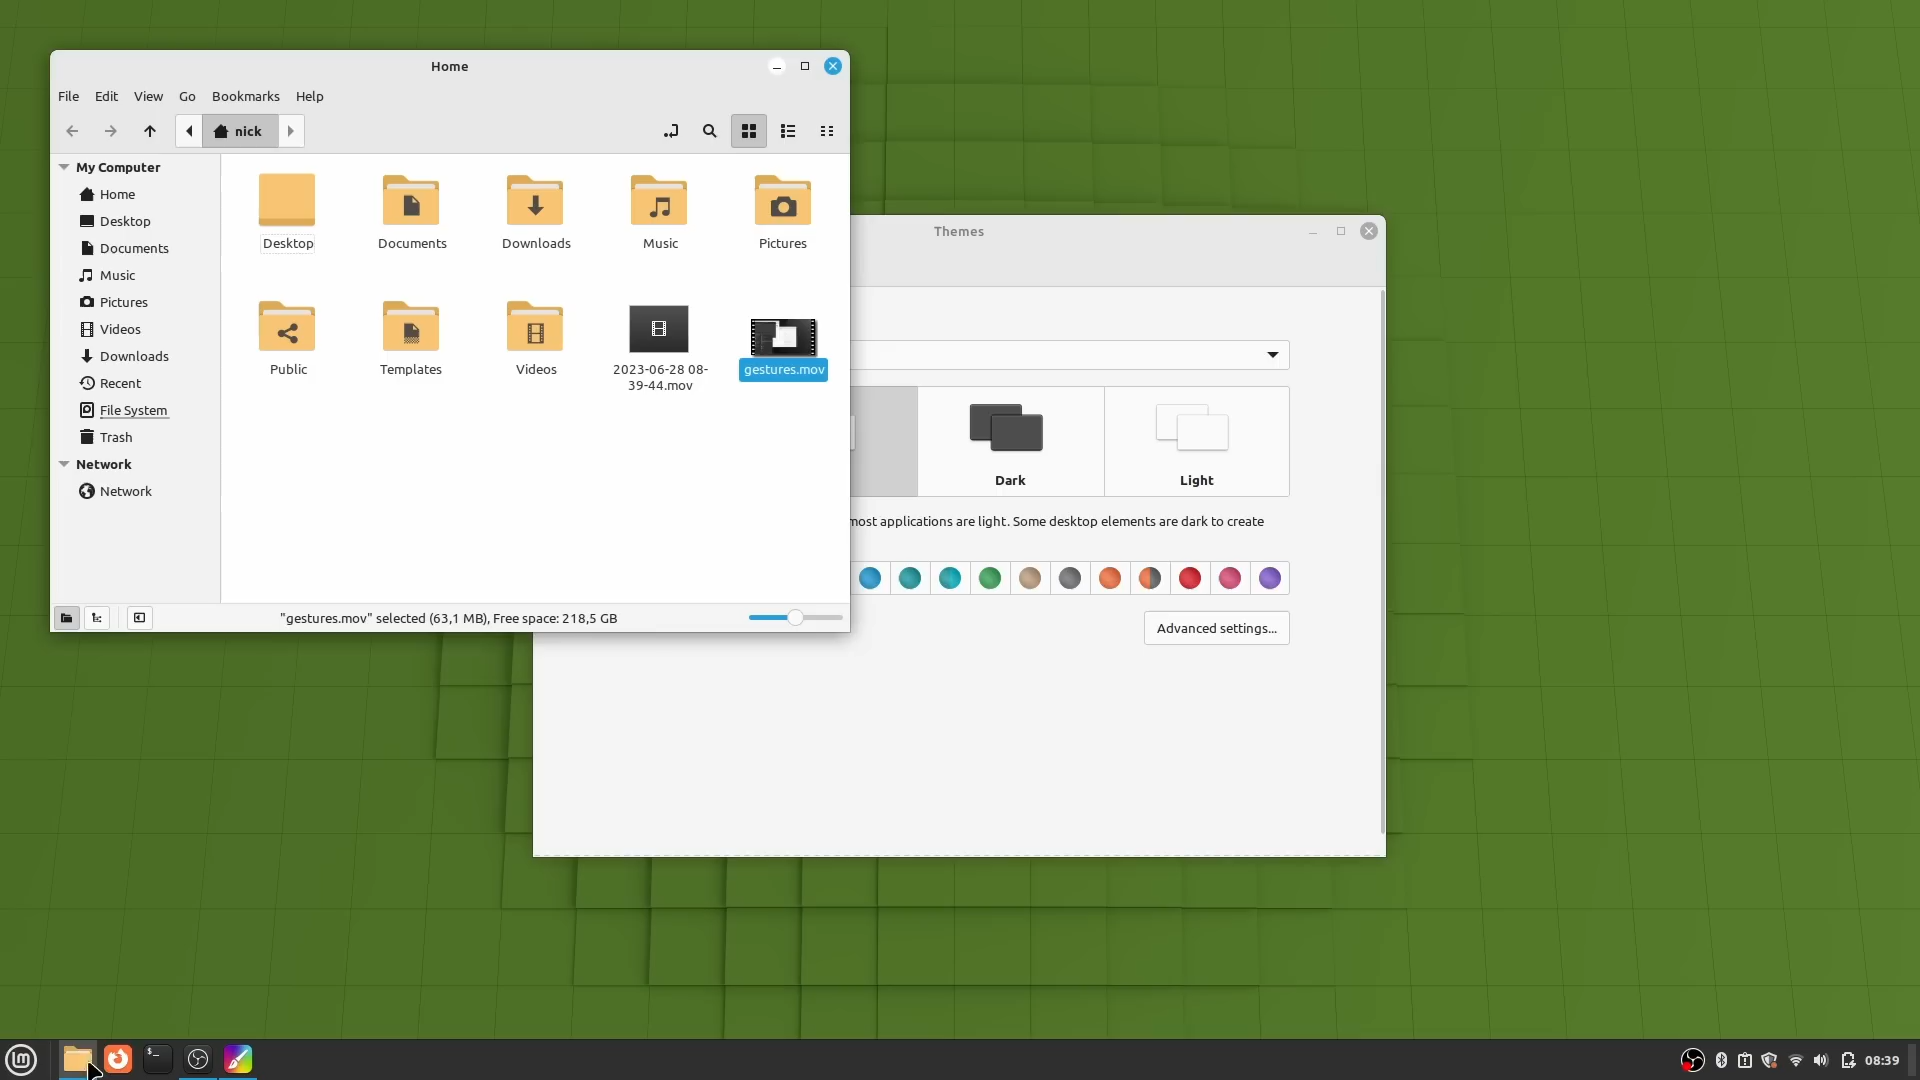 Home
File Edit View Go Bookmarks Help
nick
My Computer
Home
Desktop
Documents
Music
Pictures
Videos
Downloads
Recent
File System
Trash
Network
Network
Desktop Documents Downloads Music Pictures
Public Templates Videos 2023-06-28 08-
39-44.mov
gestures.mov
"gestures.mov" selected (63,1 MB), Free space: 218,5 GB
Themes
Dark Light
most applications are light. Some desktop elements are dark to create
Advanced settings...
08:39